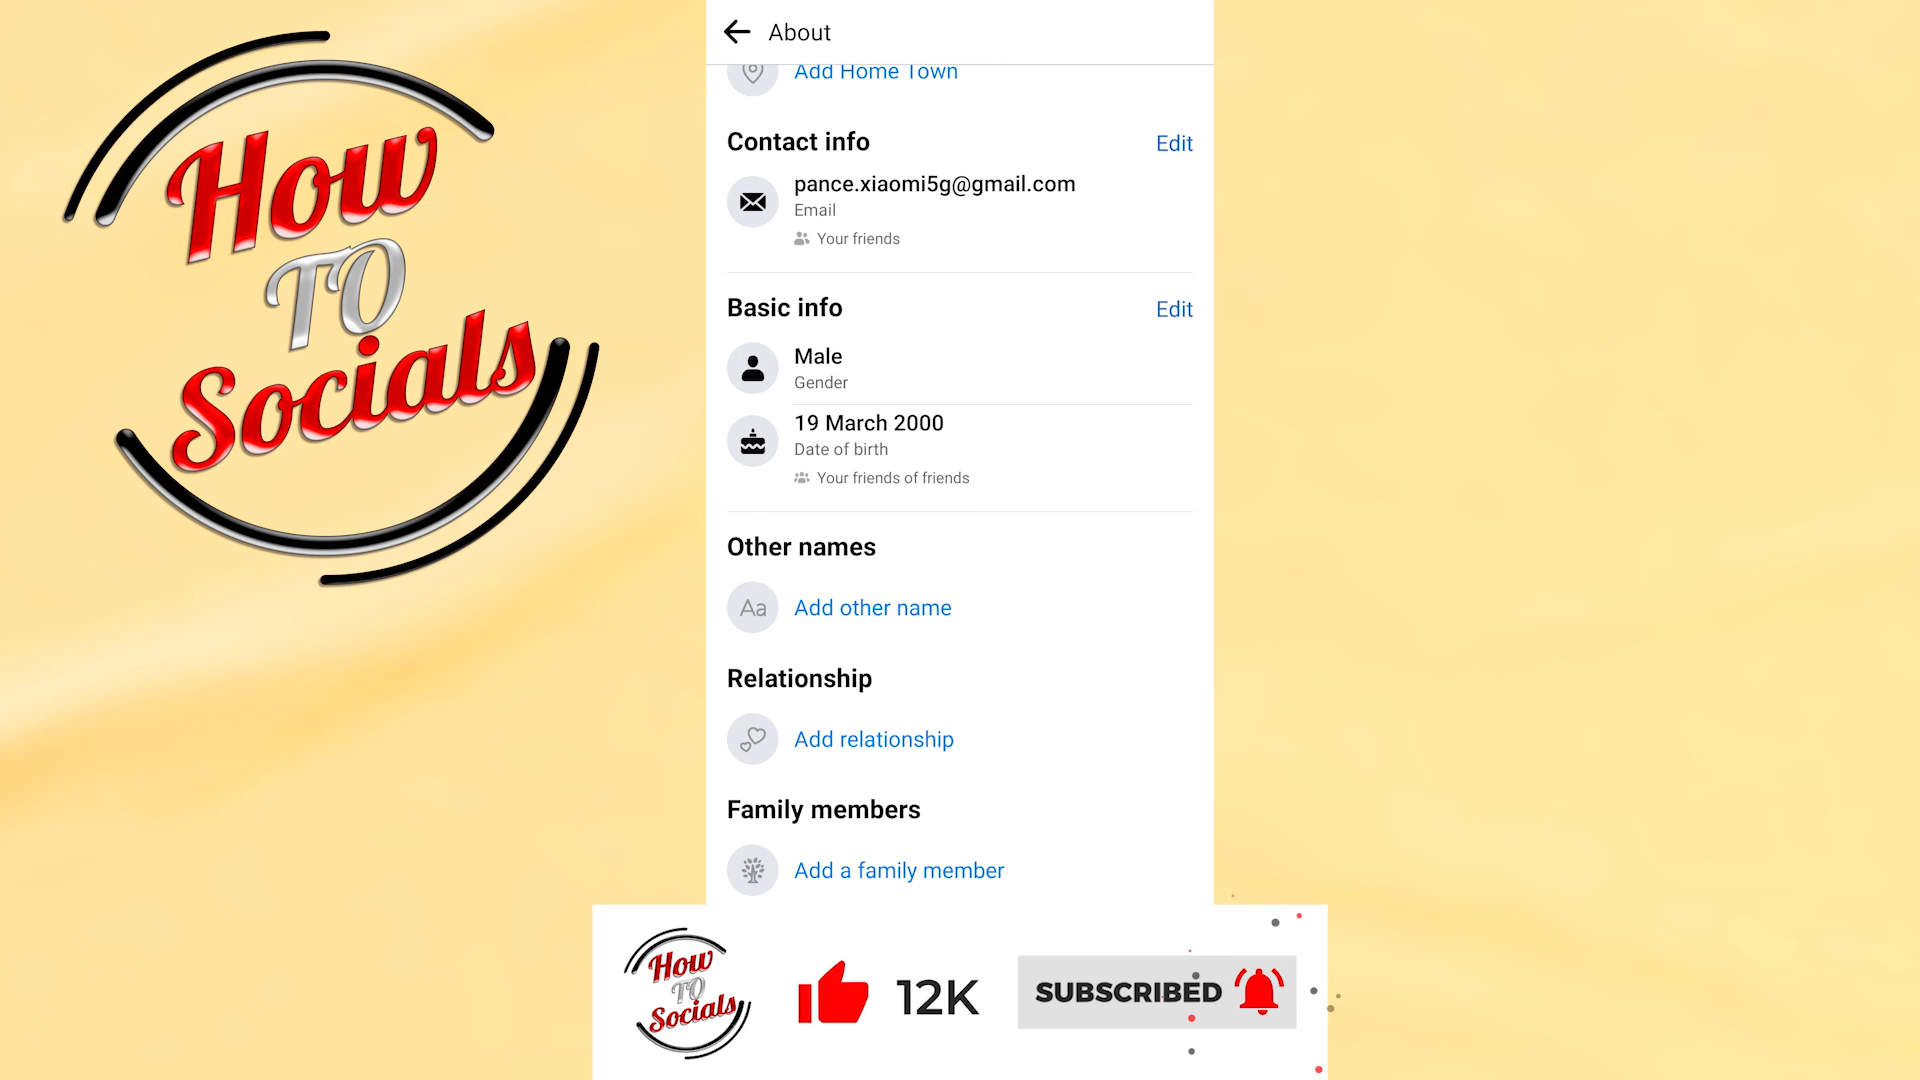 How
TO
Socials
About
Add Home Town
Contact info
Edit
pance.xiaomi5g@gmail.com
Email
Your friends
Basic info
Edit
Male
Gender
19 March 2000
Date of birth
Your friends of friends
Other names
Aa
Add other name
Relationship
Add relationship
Family members
Add a family member
How
TO
Socials
12K
SUBSCRIBED